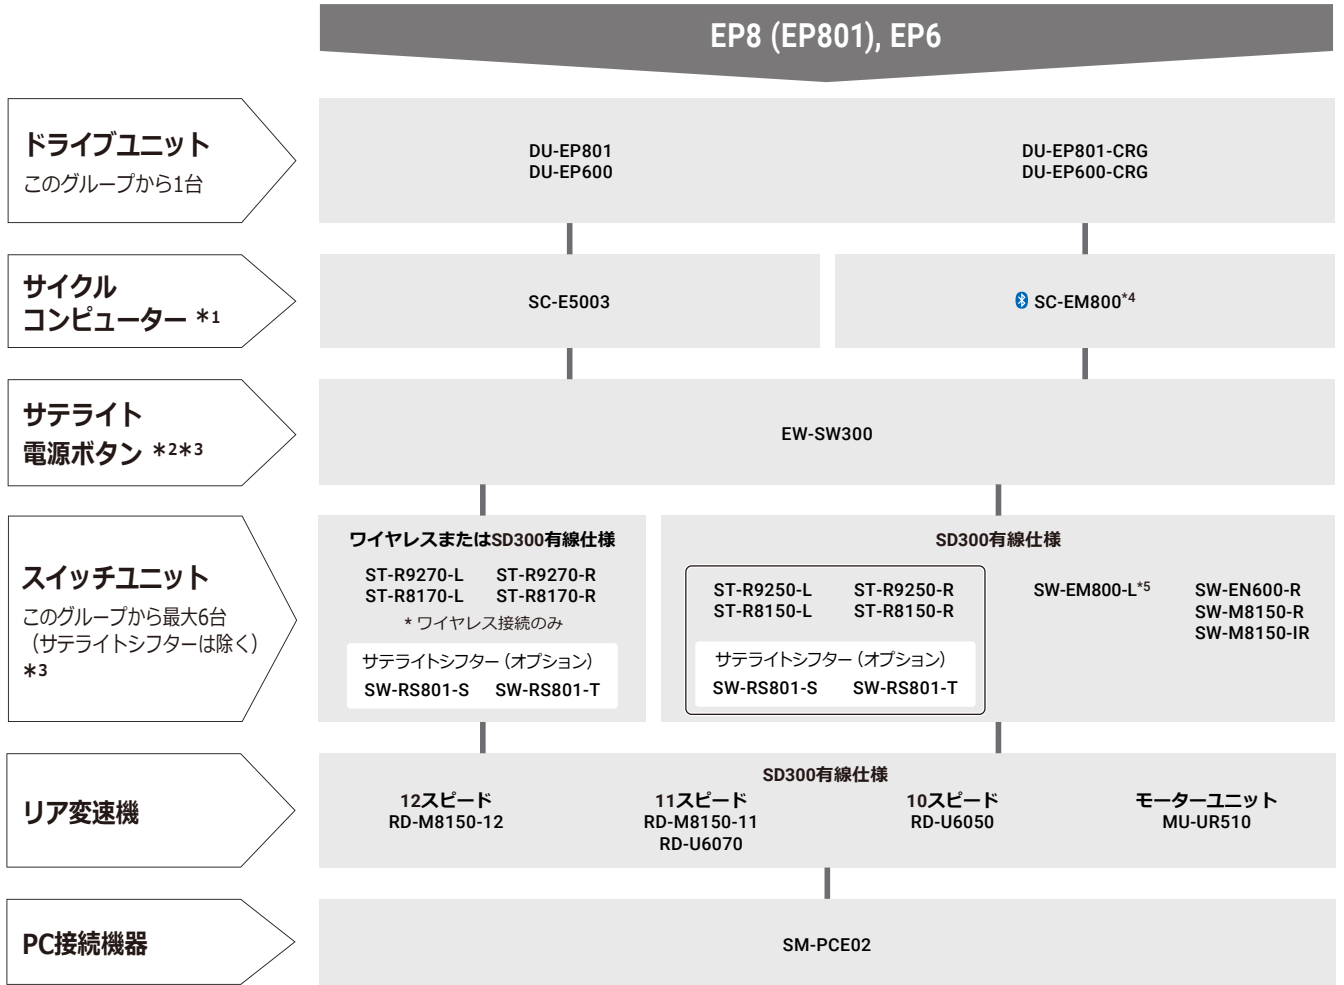 EP8 (EP801), EP6
ドライブユニット
このグループから1台
DU-EP801
DU-EP600
DU-EP801-CRG
DU-EP600-CRG
サイクル
コンピューター *1
SC-E5003
SC-EM800*4
サテライト
電源ボタン *2*3
EW-SW300
スイッチユニット
このグループから最大6台
（サテライトシフターは除く）
*3
ワイヤレスまたはSD300有線仕様
ST-R9270-L ST-R9270-R
ST-R8170-L ST-R8170-R
* ワイヤレス接続のみ
サテライトシフター（オプション）
SW-RS801-S SW-RS801-T
SD300有線仕様
ST-R9250-L ST-R9250-R
ST-R8150-L ST-R8150-R
サテライトシフター（オプション）
SW-RS801-S SW-RS801-T
SW-EM800-L*5
SW-EN600-R
SW-M8150-R
SW-M8150-IR
リア変速機
SD300有線仕様
12スピード
RD-M8150-12
11スピード
RD-M8150-11
RD-U6070
10スピード
RD-U6050
モーターユニット
MU-UR510
PC接続機器
SM-PCE02